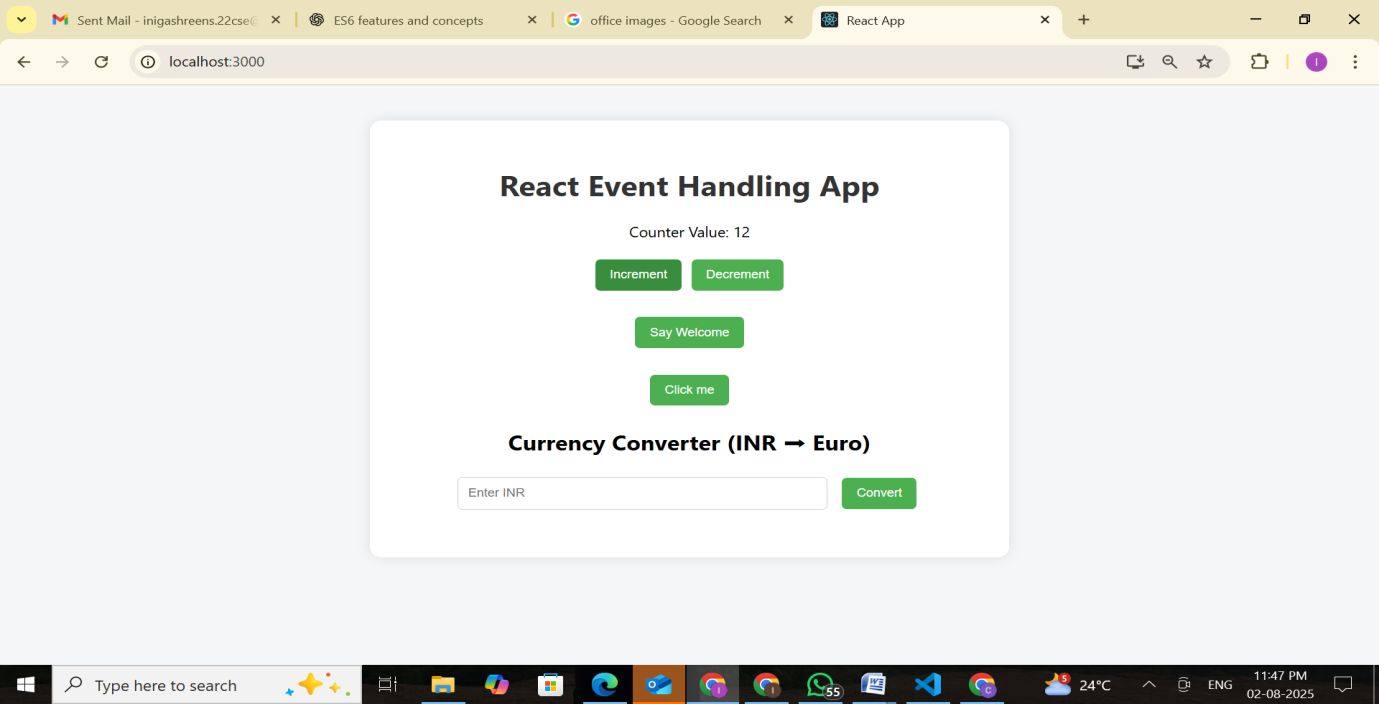 Sent Mail - inigashreens.22cse@
ES6 features and concepts
office images - Google Search
React App
localhost:3000
I
React Event Handling App
Counter Value: 12
Increment
Decrement
Say Welcome
Click me
Currency Converter (INR ➞ Euro)
Enter INR
Convert
Type here to search
55
5
24°C
ENG
11:47 PM
02-08-2025